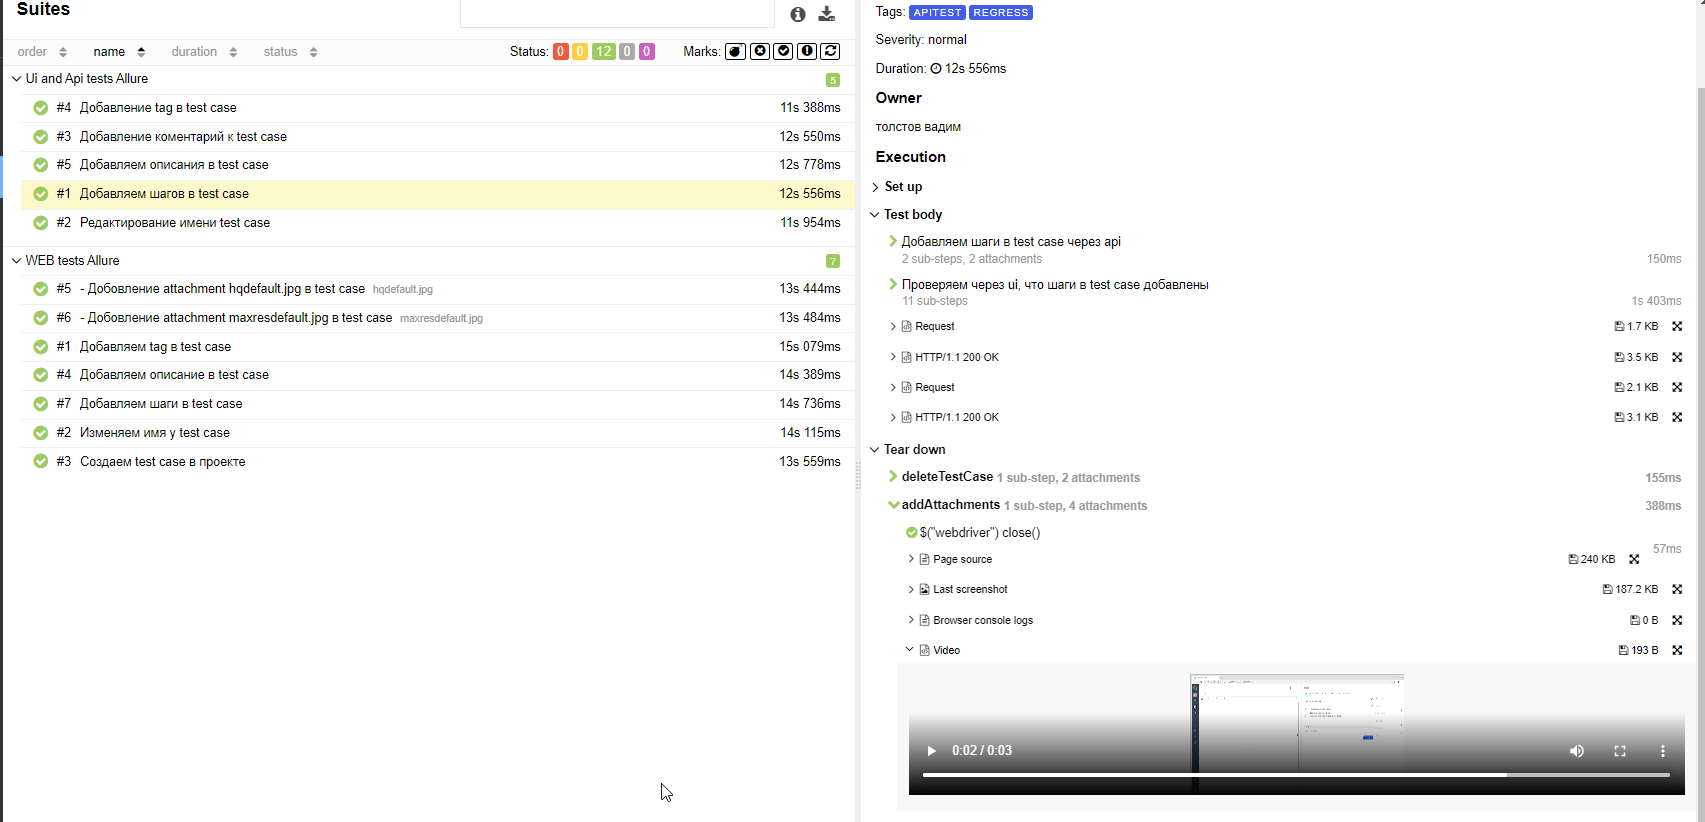 Suites
order name duration status Status: 0 0 12 0 0 Marks:
Ui and Api tests Allure 5
#4 Добавление tag в test case 11s 388ms
#3 Добавление коментарий к test case 12s 550ms
#5 Добавляем описания в test case 12s 778ms
#1 Добавляем шагов в test case 12s 556ms
#2 Редактирование имени test case 11s 954ms
WEB tests Allure 7
#5 - Добовление attachment hqdefault.jpg в test case hqdefault.jpg 13s 444ms
#6 - Добовление attachment maxresdefault.jpg в test case maxresdefault.jpg 13s 484ms
#1 Добавляем tag в test case 15s 079ms
#4 Добавляем описание в test case 14s 389ms
#7 Добавляем шаги в test case 14s 736ms
#2 Изменяем имя у test case 14s 115ms
#3 Создаем test case в проекте 13s 559ms
Tags: APITEST REGRESS
Severity: normal
Duration: 12s 556ms
Owner
толстов вадим
Execution
Set up
Test body
Добавляем шаги в test case через api
2 sub-steps, 2 attachments 150ms
Проверяем через ui, что шаги в test case добавлены
11 sub-steps 1s 403ms
Request 1.7 KB
HTTP/1.1 200 OK 3.5 KB
Request 2.1 KB
HTTP/1.1 200 OK 3.1 KB
Tear down
deleteTestCase 1 sub-step, 2 attachments 155ms
addAttachments 1 sub-step, 4 attachments 388ms
$("webdriver") close()
57ms
Page source 240 KB
Last screenshot 187.2 KB
Browser console logs 0 B
Video 193 B
0:02 / 0:03